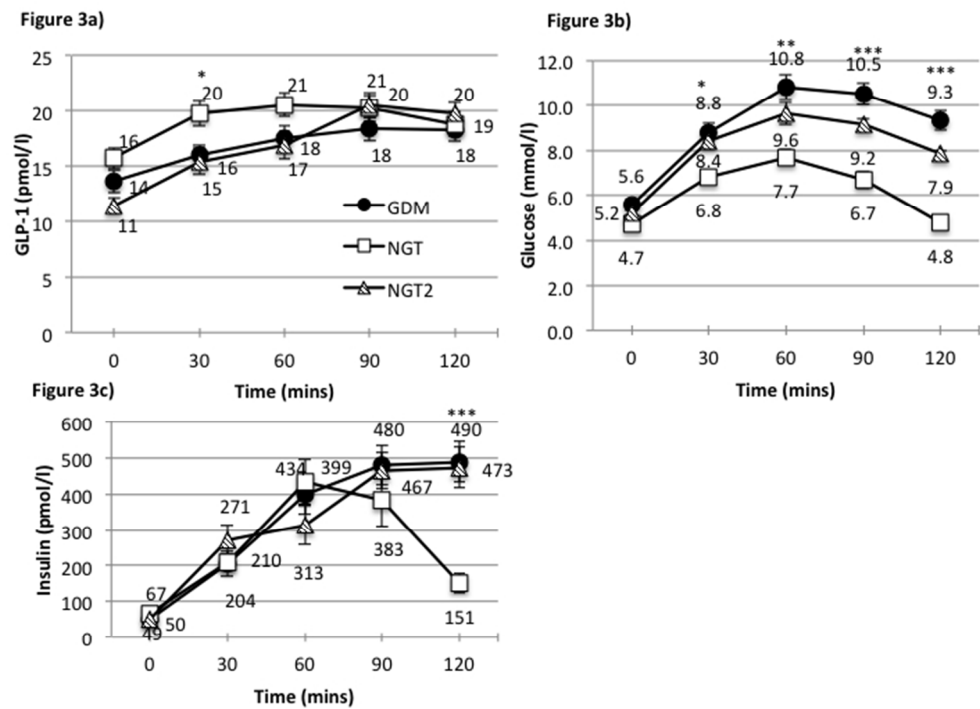 Figure 3a)
25
20
15
10
5
0
GLP-1 (pmol/l)
*
16
20
21
21
20
20
14
16
18
18
19
18
11
15
17
GDM
NGT
NGT2
0 30 60 90 120
Time (mins)
Figure 3b)
12.0
10.0
8.0
6.0
4.0
2.0
0.0
Glucose (mmol/l)
* ** *** ***
5.6 8.8 10.8 10.5 9.3
5.2 8.4 9.6 9.2 7.9
4.7 6.8 7.7 6.7 4.8
0 30 60 90 120
Time (mins)
Figure 3c)
600
500
400
300
200
100
0
Insulin (pmol/l)
***
67
50
49
271
210
204
434
399
313
480
467
383
490
473
151
0 30 60 90 120
Time (mins)